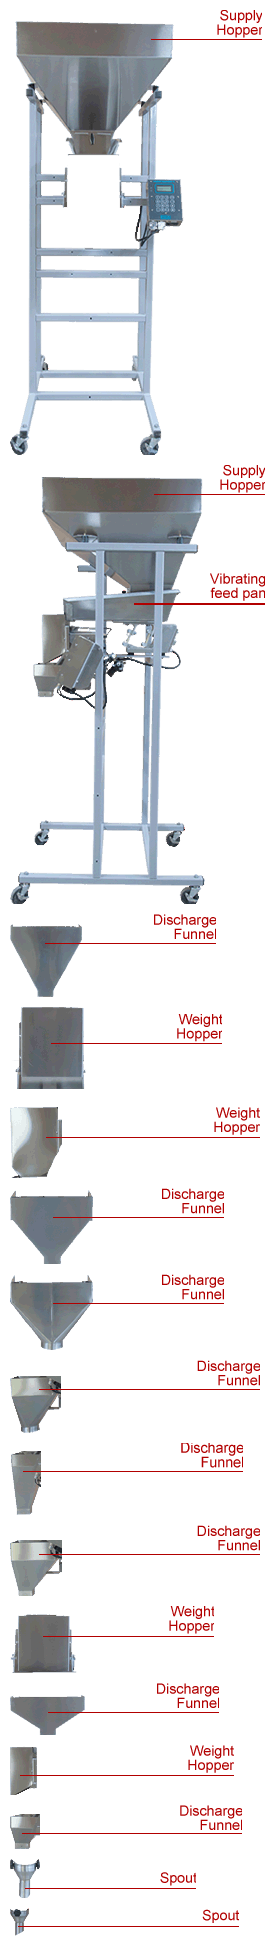 Supply
Hopper
Supply
Hopper
Vibrating
feed pan
Discharge
Funnel
Weight
Hopper
Weight
Hopper
Discharge
Funnel
Discharge
Funnel
Discharge
Funnel
Discharge
Funnel
Discharge
Funnel
Weight
Hopper
Discharge
Funnel
Weight
Hopper
Discharge
Funnel
Spout
Spout